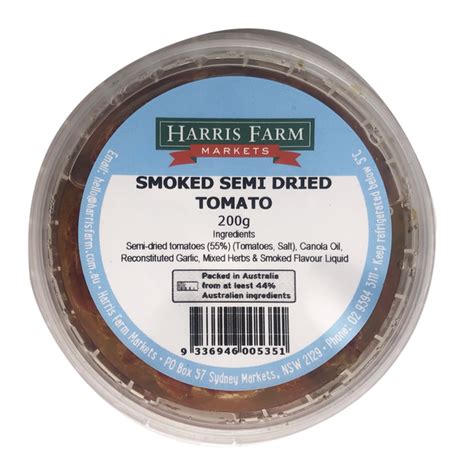 HARRIS FARM
MARKETS
SMOKED SEMI DRIED
TOMATO
200g
Ingredients
Semi-dried tomatoes (55%) (Tomatoes, Salt), Canola Oil,
Reconstituted Garlic, Mixed Herbs & Smoked Flavour Liquid
Packed in Australia
from at least 44%
Australian ingredients
9 336946 005351
Email: hello@harrisfarm.com.au • Harris Farm Markets • PO Box 57 Sydney Markets, NSW 2129 • Phone: 02 9394 3111 • Keep refrigerated below 5°C